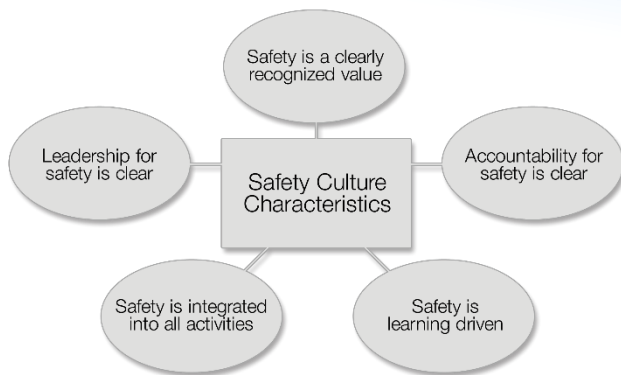 Safety is a clearly
recognized value
Leadership for
safety is clear
Accountability for
safety is clear
Safety Culture
Characteristics
Safety is integrated
into all activities
Safety is
learning driven